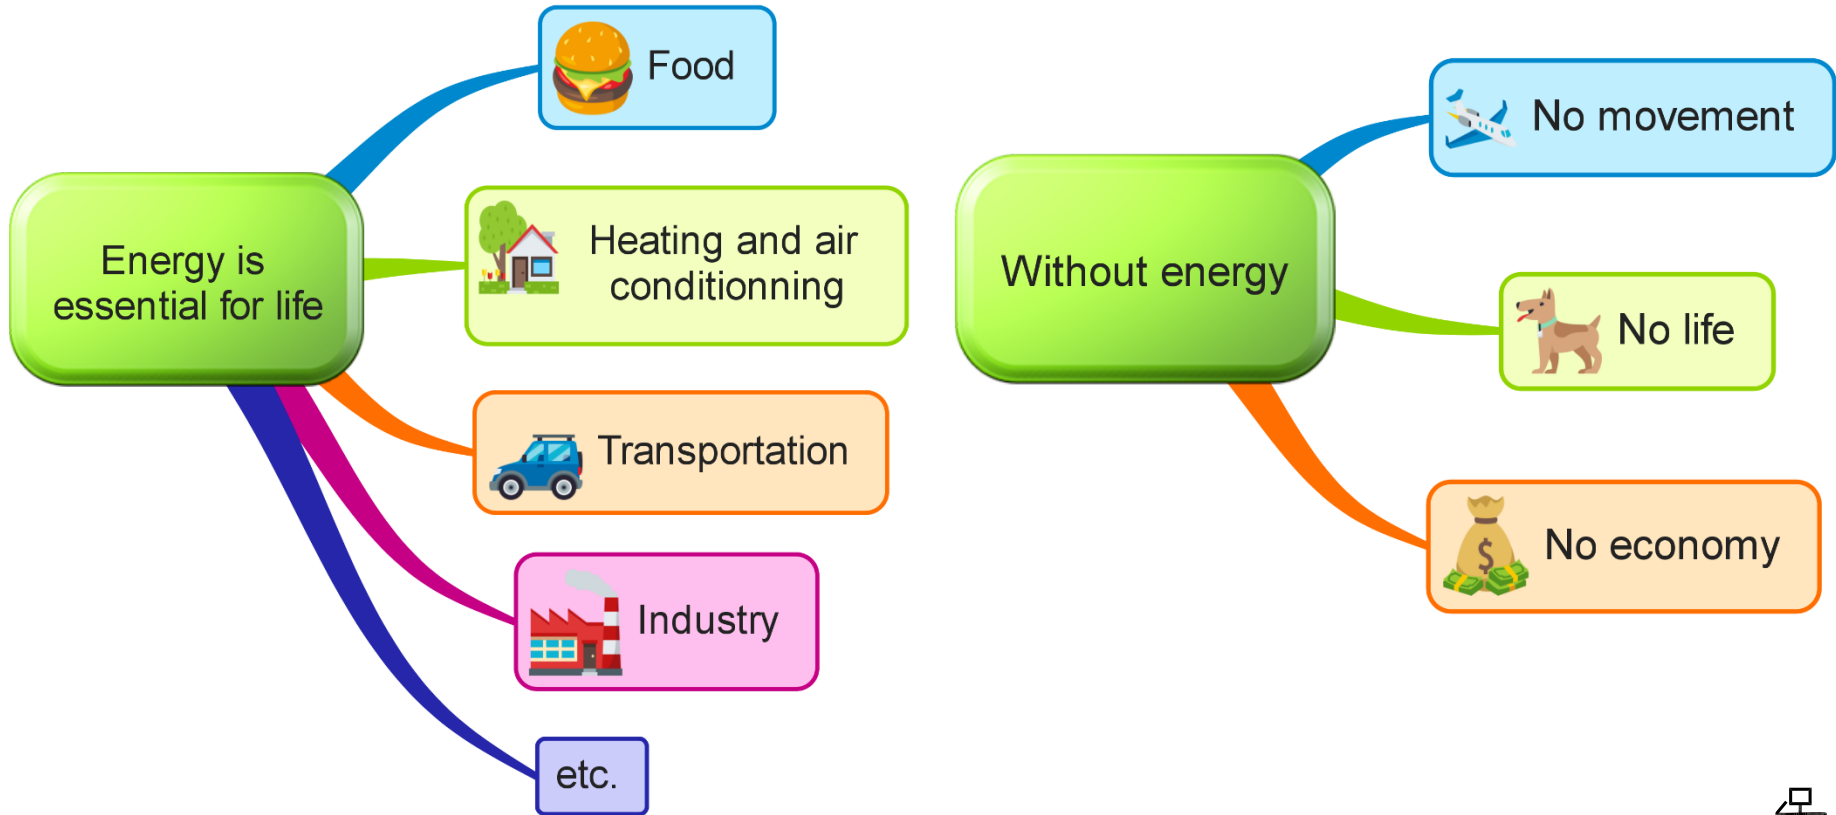 Energy is
essential for life
Food
Heating and air
conditionning
Transportation
Industry
etc.
Without energy
No movement
No life
$
No economy